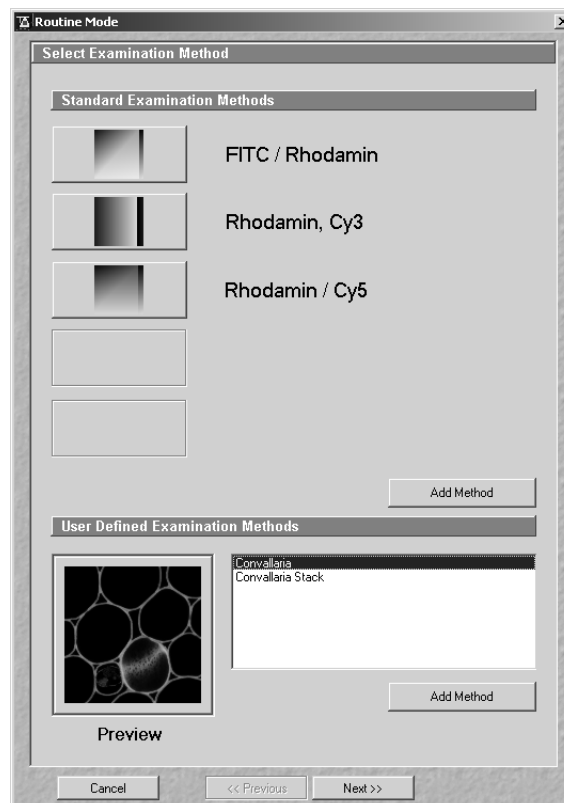 Routine Mode
Select Examination Method
Standard Examination Methods
FITC / Rhodamin
Rhodamin, Cy3
Rhodamin / Cy5
Add Method
User Defined Examination Methods
Convallaria
Convallaria Stack
Add Method
Preview
Cancel
<< Previous
Next >>